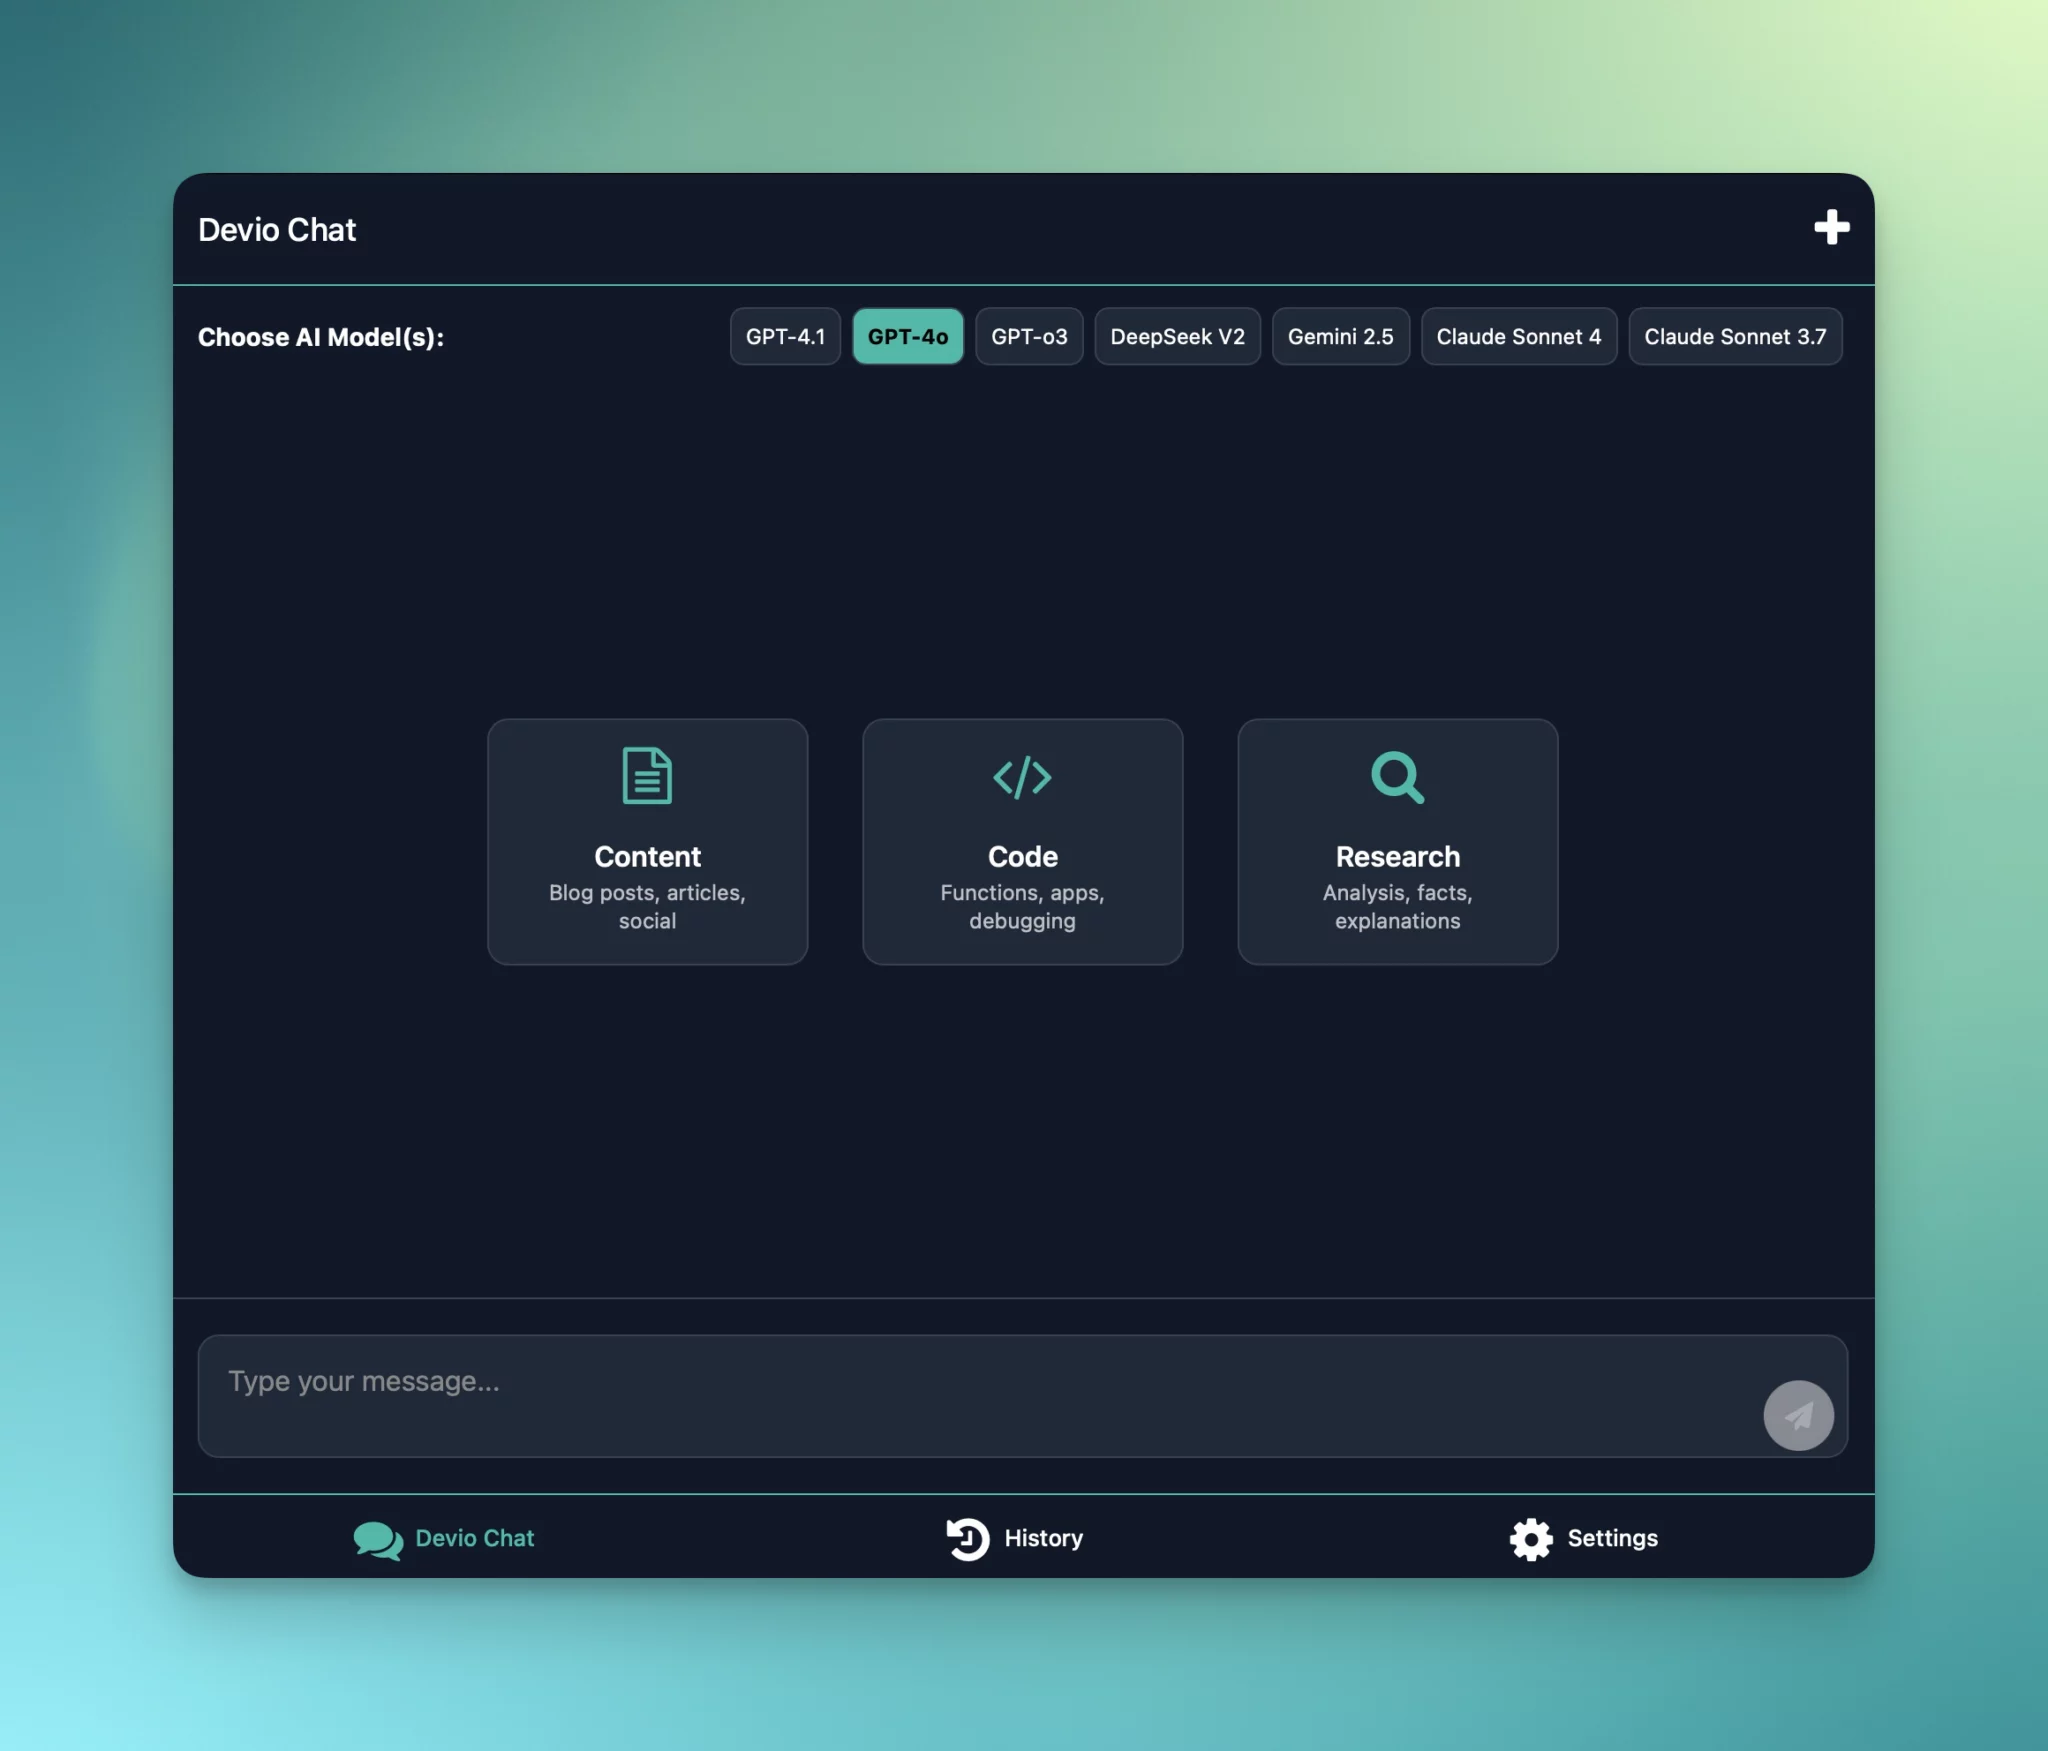 Devio Chat
Choose AI Model(s):
GPT-4.1
GPT-4o
GPT-o3
DeepSeek V2
Gemini 2.5
Claude Sonnet 4
Claude Sonnet 3.7
Content
Blog posts, articles,
social
Code
Functions, apps,
debugging
Research
Analysis, facts,
explanations
Type your message...
Devio Chat
History
Settings